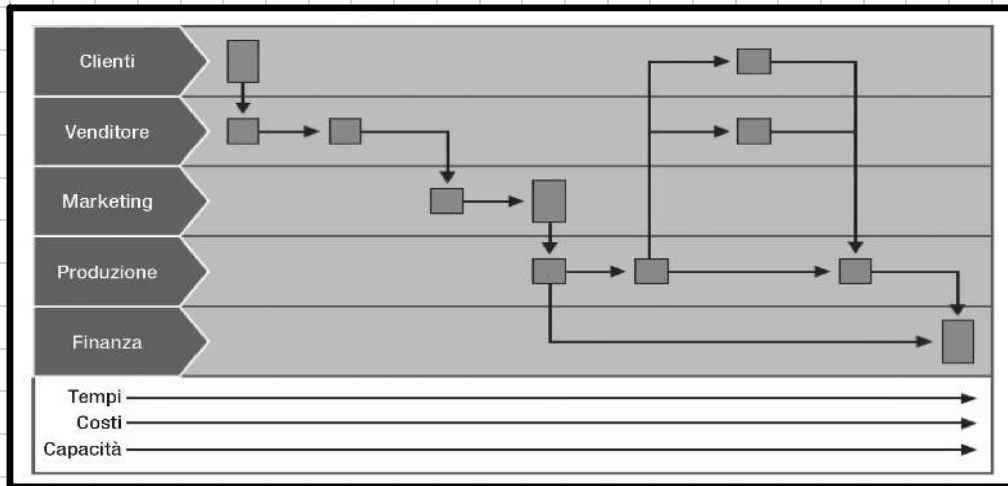 Clienti
Venditore
Marketing
Produzione
Finanza
Tempi
Costi
Capacità